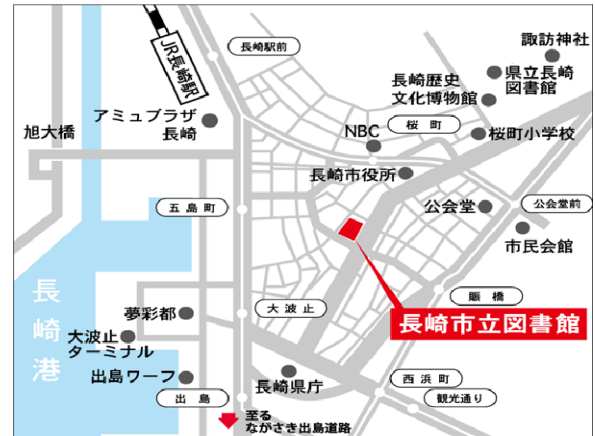 JR長崎駅
長崎駅前
諏訪神社
県立長崎
図書館
長崎歴史
文化博物館
アミュプラザ
長崎
旭大橋
NBC
桜町
桜町小学校
長崎市役所
五島町
公会堂
公会堂前
市民会館
長崎港
夢彩都
大波止
賑橋
長崎市立図書館
大波止
ターミナル
出島ワーフ
長崎県庁
西浜町
出島
観光通り
至る
ながさき出島道路